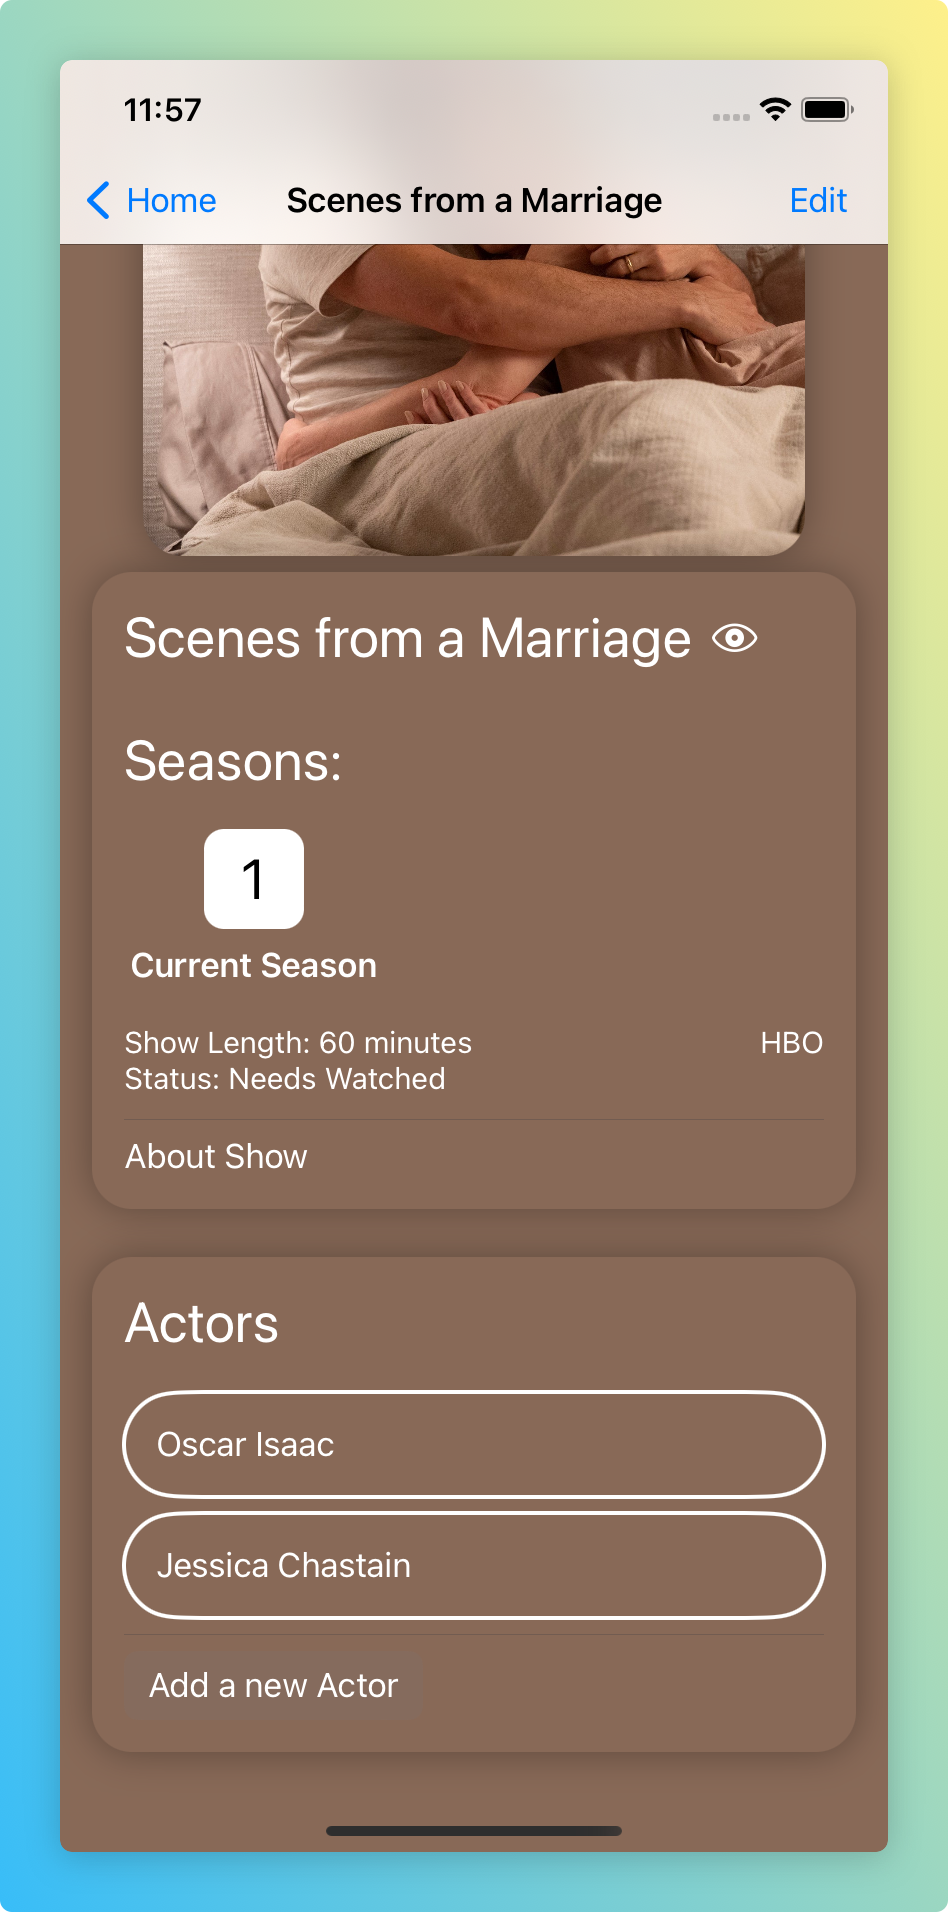 11:57
Home Scenes from a Marriage Edit
Scenes from a Marriage
Seasons:
1
Current Season
Show Length: 60 minutes HBO
Status: Needs Watched
About Show
Actors
Oscar Isaac
Jessica Chastain
Add a new Actor